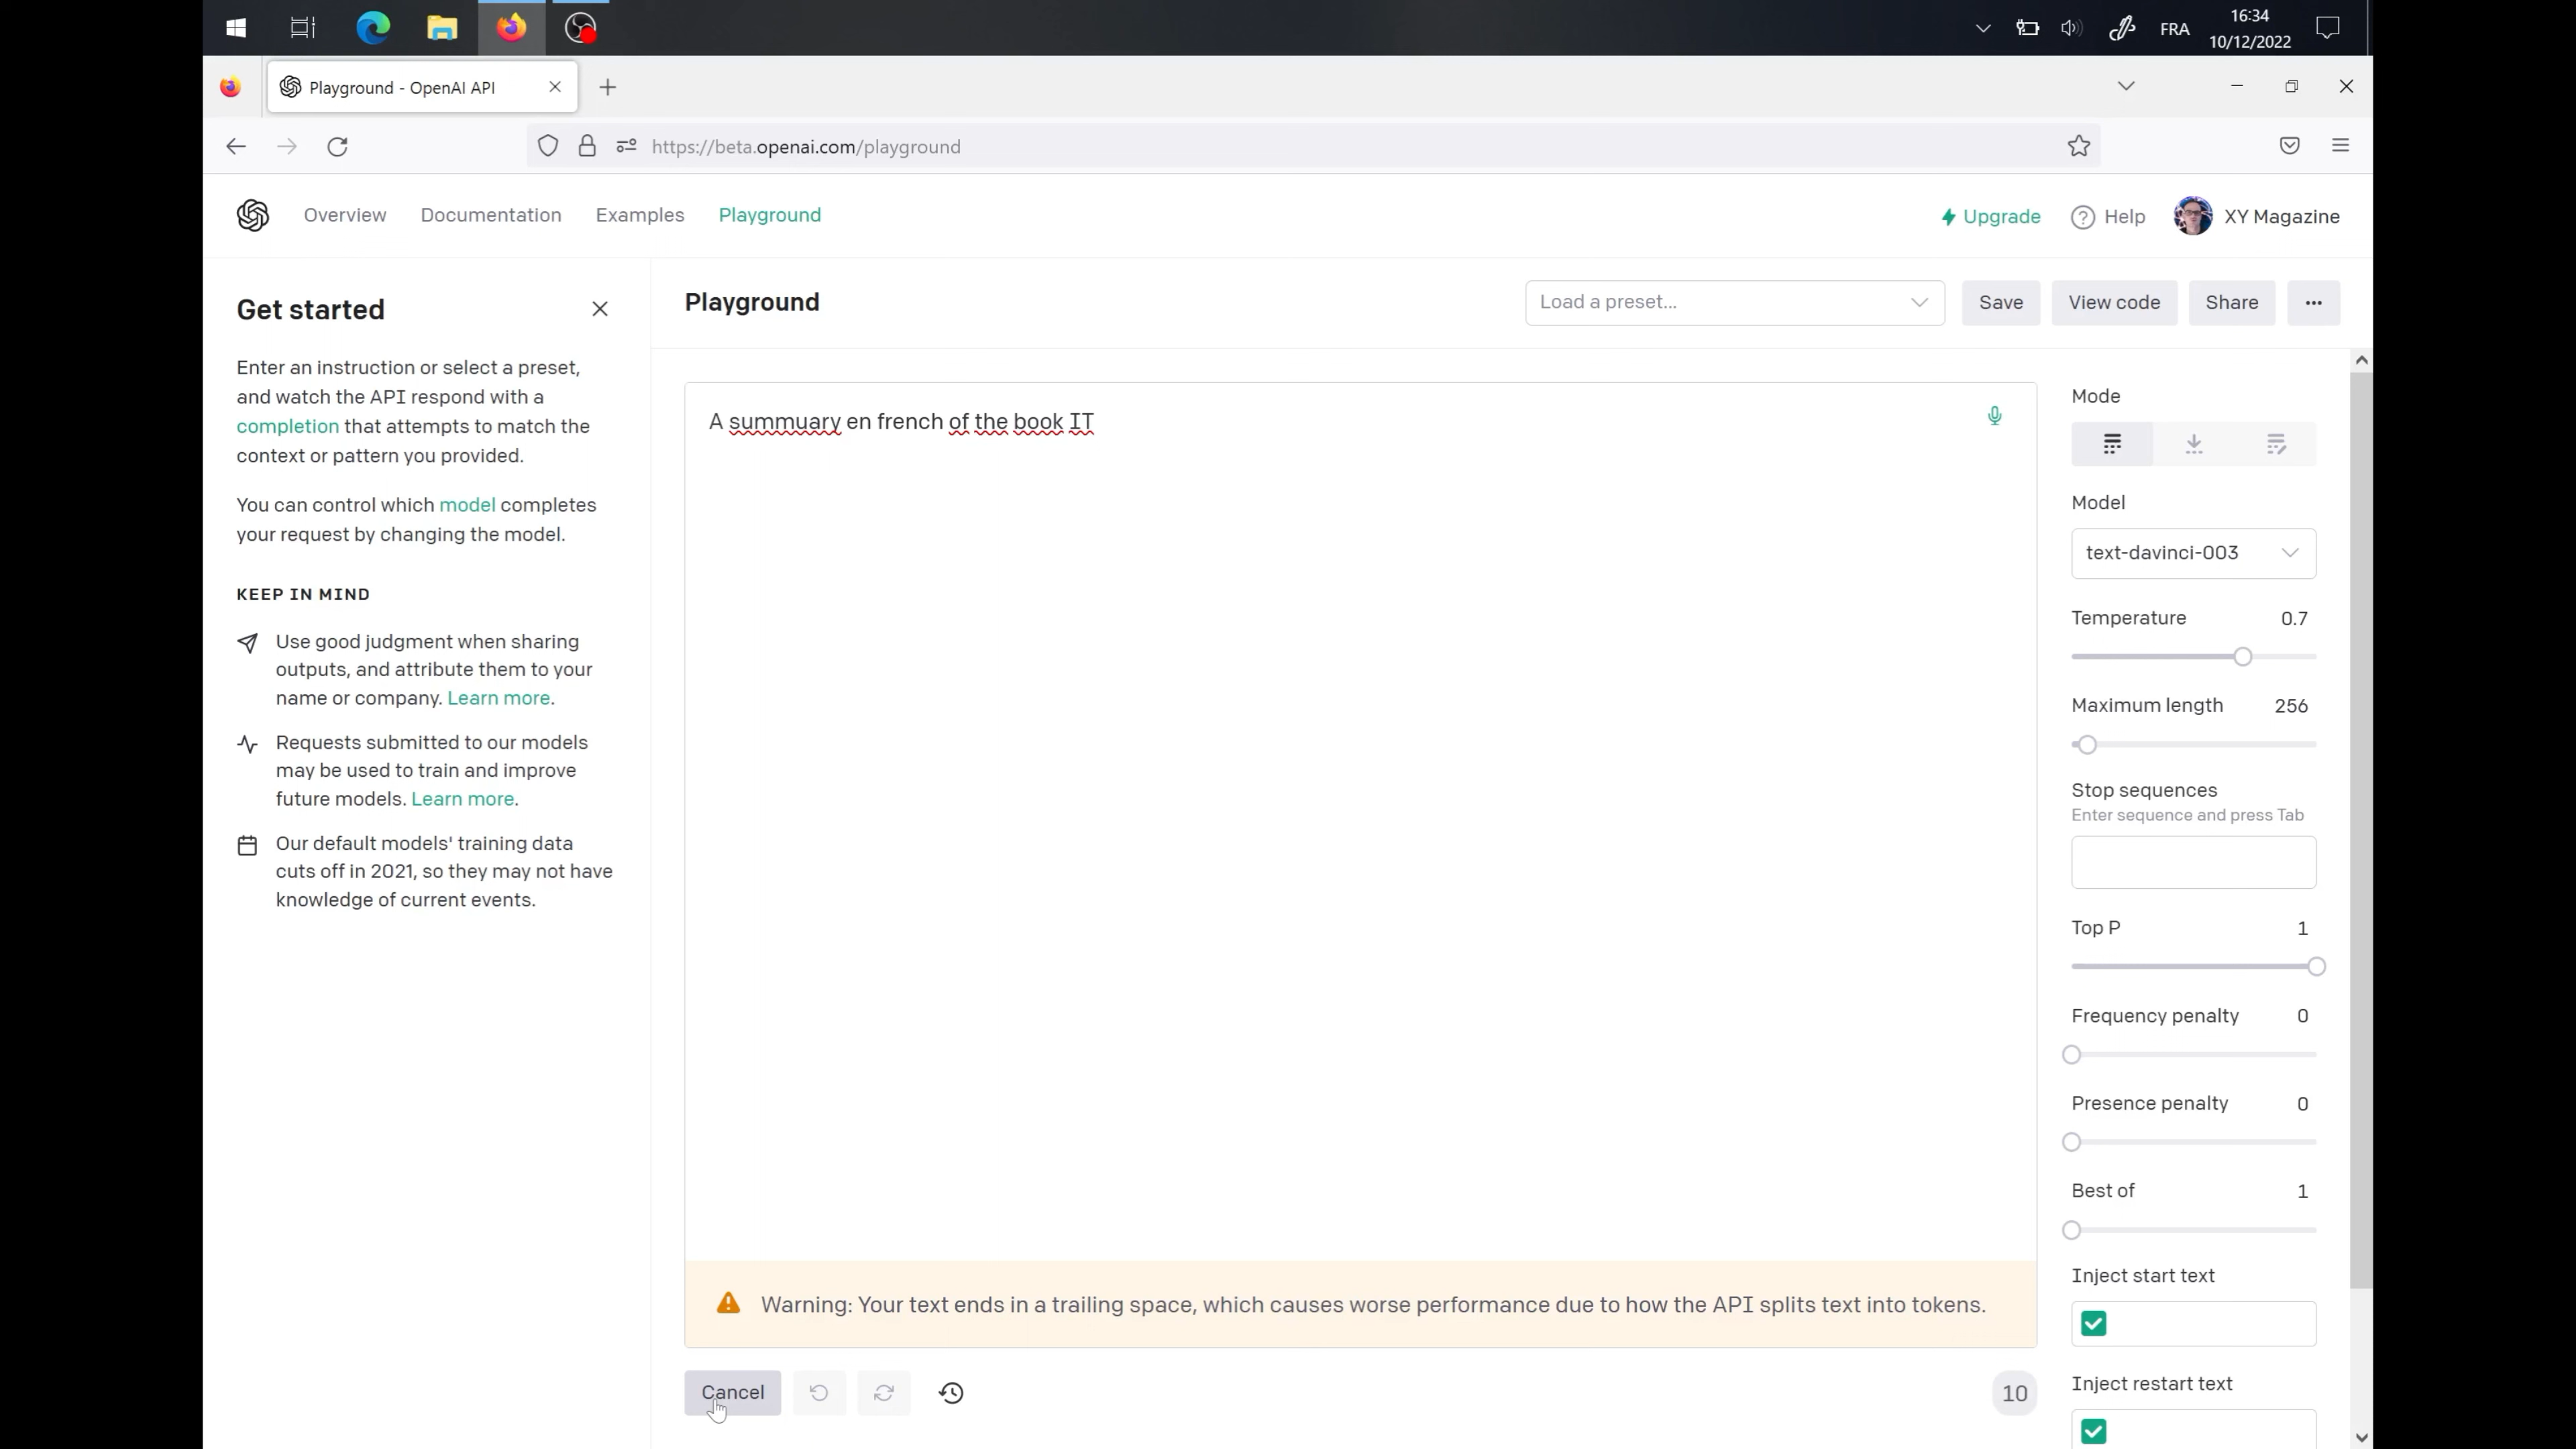 FRA
16:34
10/12/2022
Playground - OpenAI API
https://beta.openai.com/playground
Overview
Documentation
Examples
Playground
Upgrade
Help
XY Magazine
Get started
Enter an instruction or select a preset,
and watch the API respond with a
completion that attempts to match the
context or pattern you provided.
You can control which model completes
your request by changing the model.
KEEP IN MIND
Use good judgment when sharing
outputs, and attribute them to your
name or company. Learn more.
Requests submitted to our models
may be used to train and improve
future models. Learn more.
Our default models' training data
cuts off in 2021, so they may not have
knowledge of current events.
Playground
Load a preset...
Save
View code
Share
A summuary en french of the book IT
Warning: Your text ends in a trailing space, which causes worse performance due to how the API splits text into tokens.
Cancel
10
Mode
Model
text-davinci-003
Temperature 0.7
Maximum length 256
Stop sequences
Enter sequence and press Tab
Top P 1
Frequency penalty 0
Presence penalty 0
Best of 1
Inject start text
Inject restart text